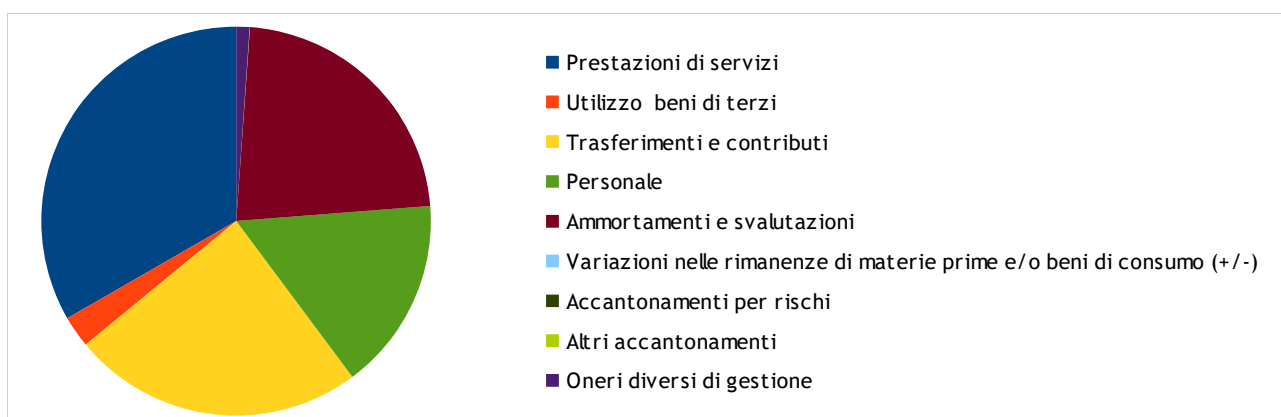 Prestazioni di servizi
Utilizzo beni di terzi
Trasferimenti e contributi
Personale
Ammortamenti e svalutazioni
Variazioni nelle rimanenze di materie prime e/o beni di consumo (+/-)
Accantonamenti per rischi
Altri accantonamenti
Oneri diversi di gestione